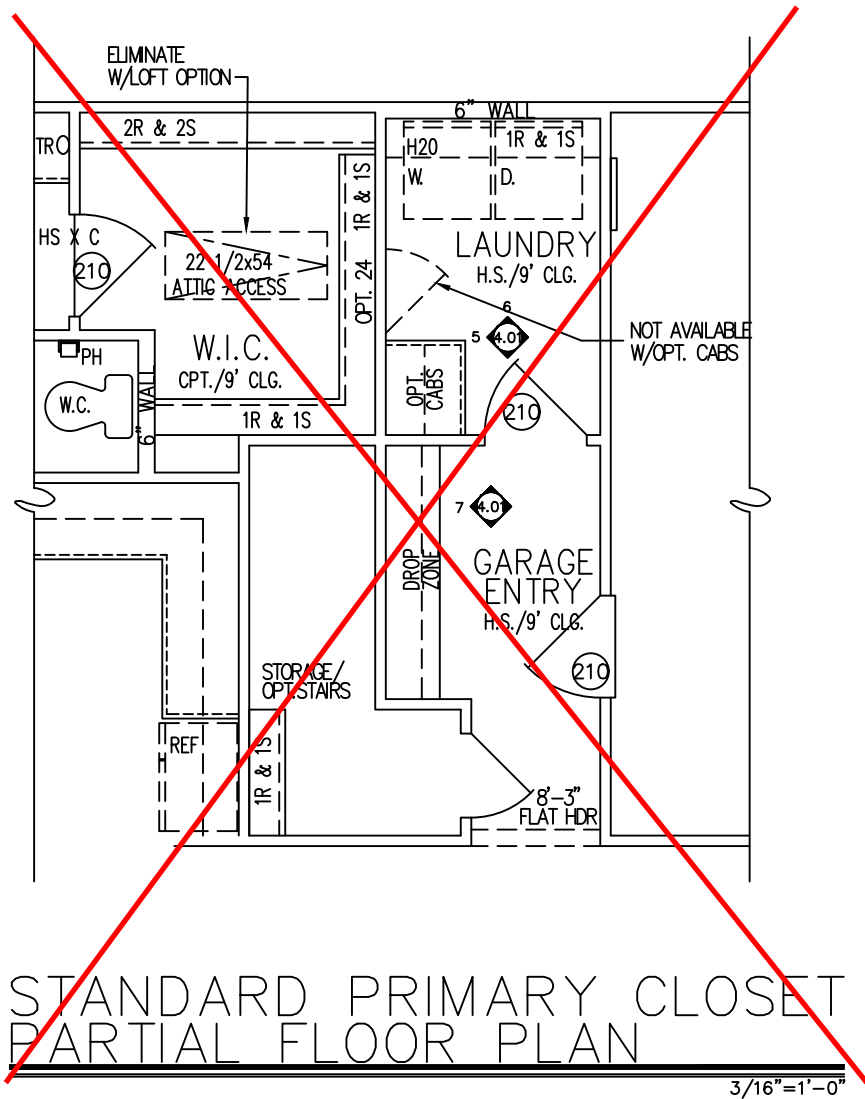 ELIMINATE
W/LOFT OPTION
6" WALL
2R & 2S
TRC
H20
1R & 1S
W.
D.
1R & 1S
OPT. 24
HS X C
210
22 1/2x54
ATTIC ACCESS
LAUNDRY
H.S./9' CLG.
6
5
4.01
NOT AVAILABLE
W/OPT. CABS
W.I.C.
CPT./9' CLG.
PH
W.C.
6" WALL
1R & 1S
OPT.
CABS
210
7
4.01
DROP
ZONE
GARAGE
ENTRY
H.S./9' CLG.
210
STORAGE/
OPT.STAIRS
REF
1R & 1S
8'-3"
FLAT HDR
STANDARD PRIMARY CLOSET
PARTIAL FLOOR PLAN
3/16"=1'-0"